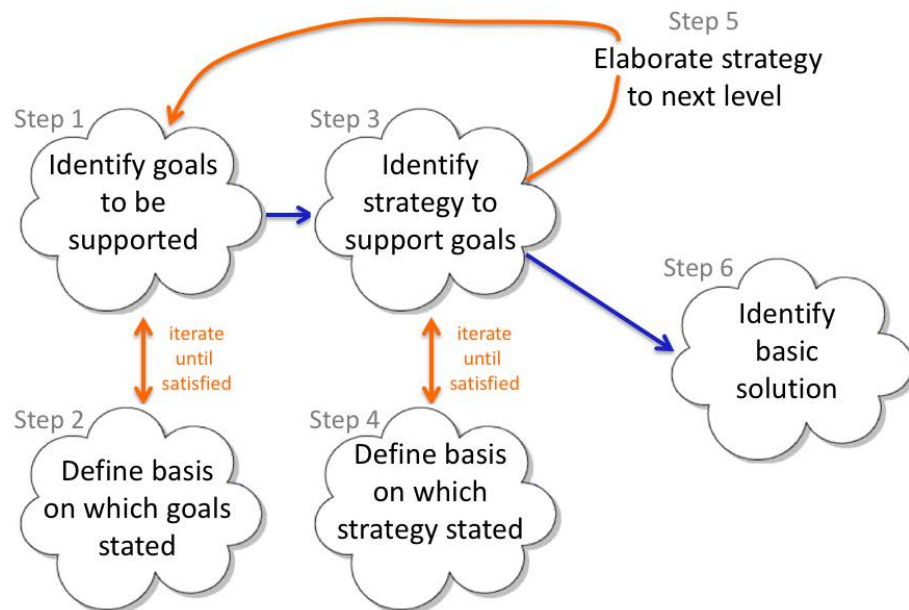 Step 1
Identify goals
to be
supported
iterate
until
satisfied
Step 2
Define basis
on which goals
stated
Step 3
Identify
strategy to
support goals
iterate
until
satisfied
Step 4
Define basis
on which
strategy stated
Step 5
Elaborate strategy
to next level
Step 6
Identify
basic
solution